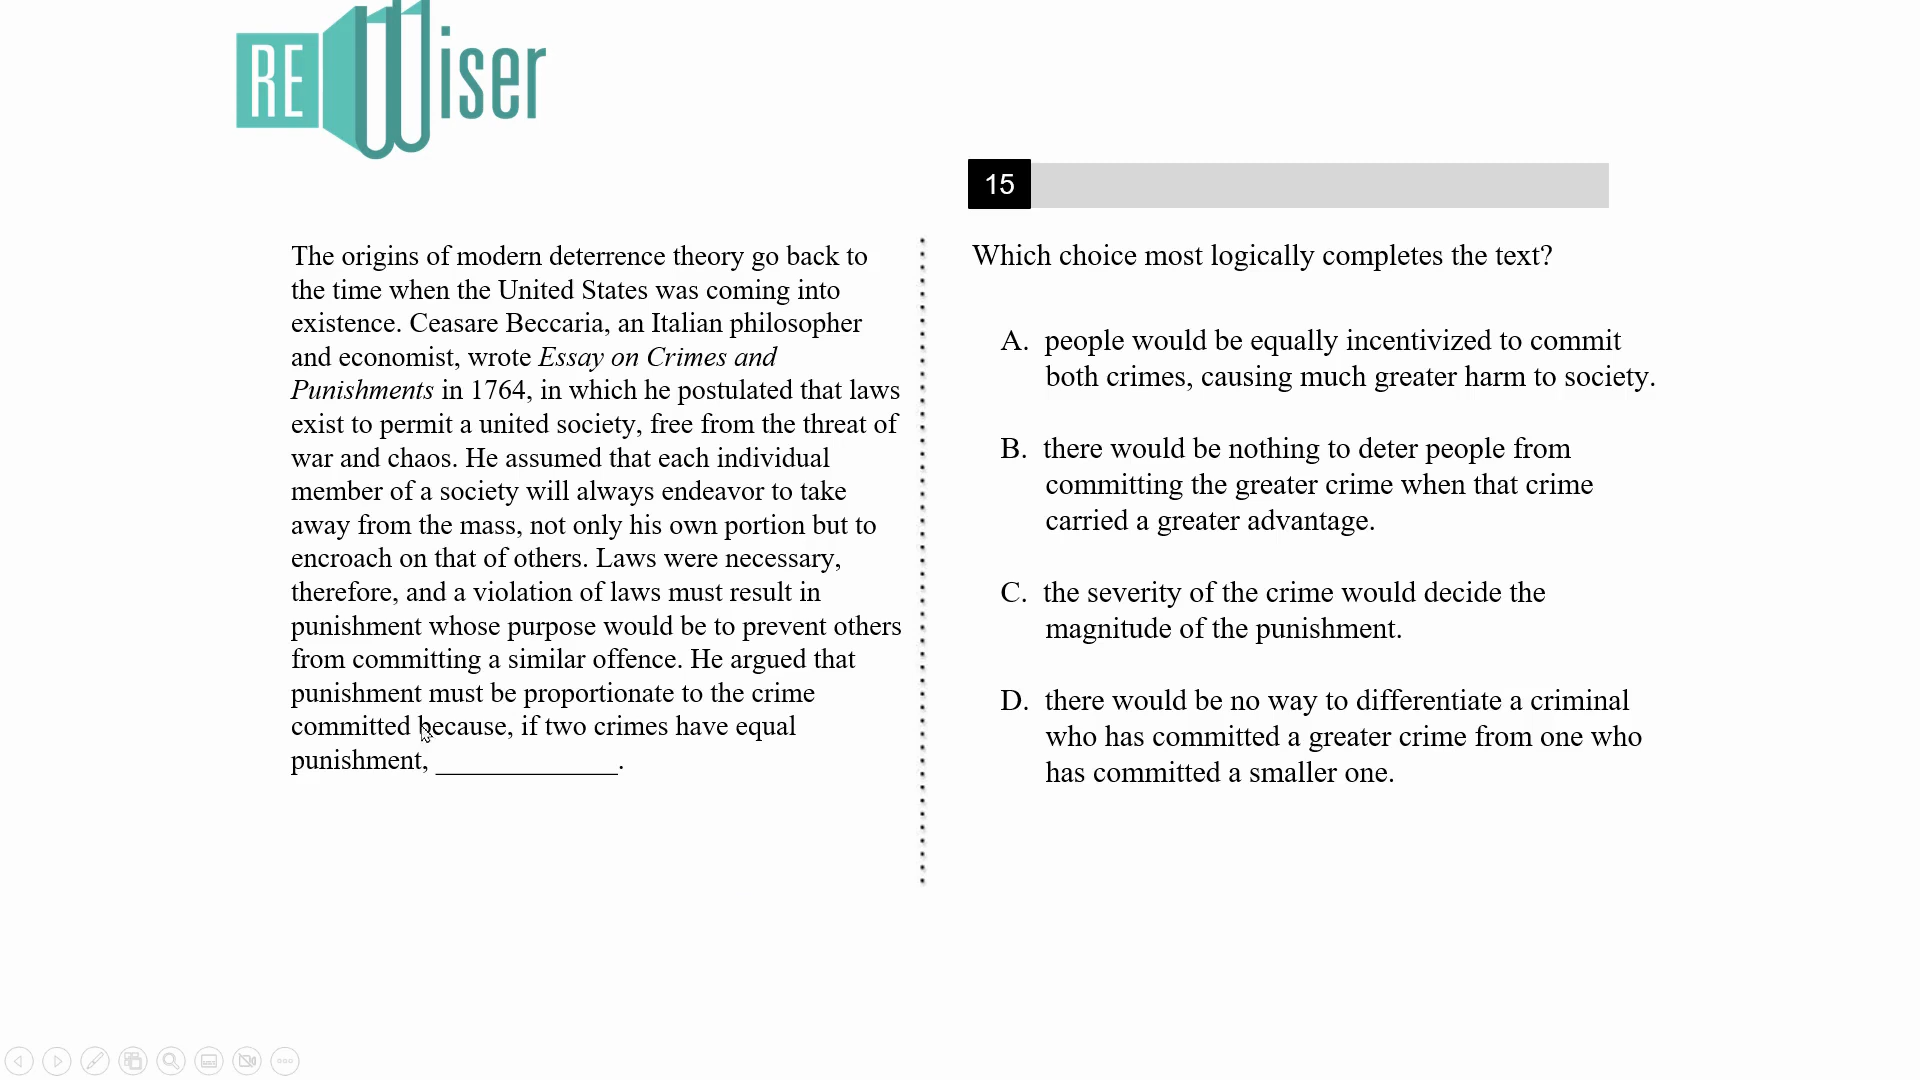 REWiser
The origins of modern deterrence theory go back to
the time when the United States was coming into
existence. Ceasare Beccaria, an Italian philosopher
and economist, wrote Essay on Crimes and
Punishments in 1764, in which he postulated that laws
exist to permit a united society, free from the threat of
war and chaos. He assumed that each individual
member of a society will always endeavor to take
away from the mass, not only his own portion but to
encroach on that of others. Laws were necessary,
therefore, and a violation of laws must result in
punishment whose purpose would be to prevent others
from committing a similar offence. He argued that
punishment must be proportionate to the crime
committed because, if two crimes have equal
punishment, _____________.
15
Which choice most logically completes the text?
A. people would be equally incentivized to commit
both crimes, causing much greater harm to society.
B. there would be nothing to deter people from
committing the greater crime when that crime
carried a greater advantage.
C. the severity of the crime would decide the
magnitude of the punishment.
D. there would be no way to differentiate a criminal
who has committed a greater crime from one who
has committed a smaller one.